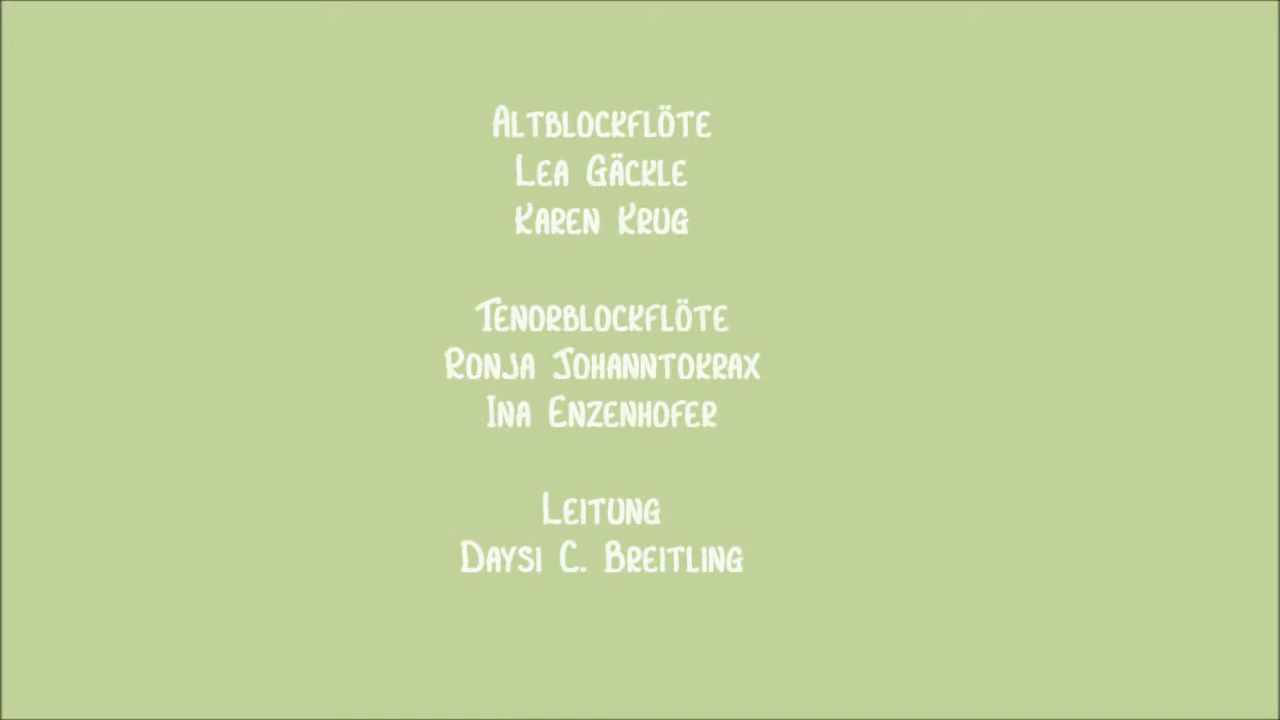 Altblockflöte
Lea Gäckle
Karen Krug
Tenorblockflöte
Ronja Johanntokrax
Ina Enzenhofer
Leitung
Daysi C. Breitling